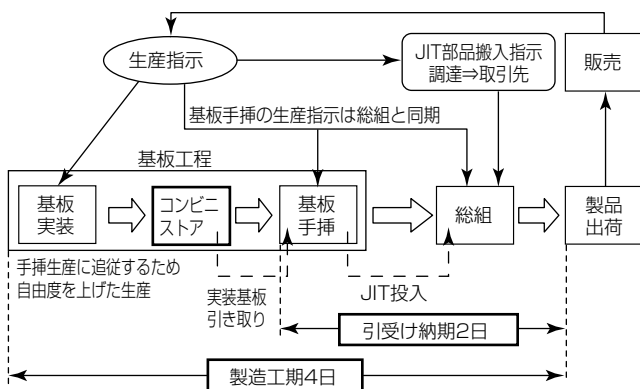 生産指示
JIT部品搬入指示
調達⇒取引先
販売
基板手挿の生産指示は総組と同期
基板工程
基板
実装
コンビニ
ストア
基板
手挿
総組
製品
出荷
手挿生産に追従するため
自由度を上げた生産
実装基板
引き取り
JIT投入
引受け納期2日
製造工期4日